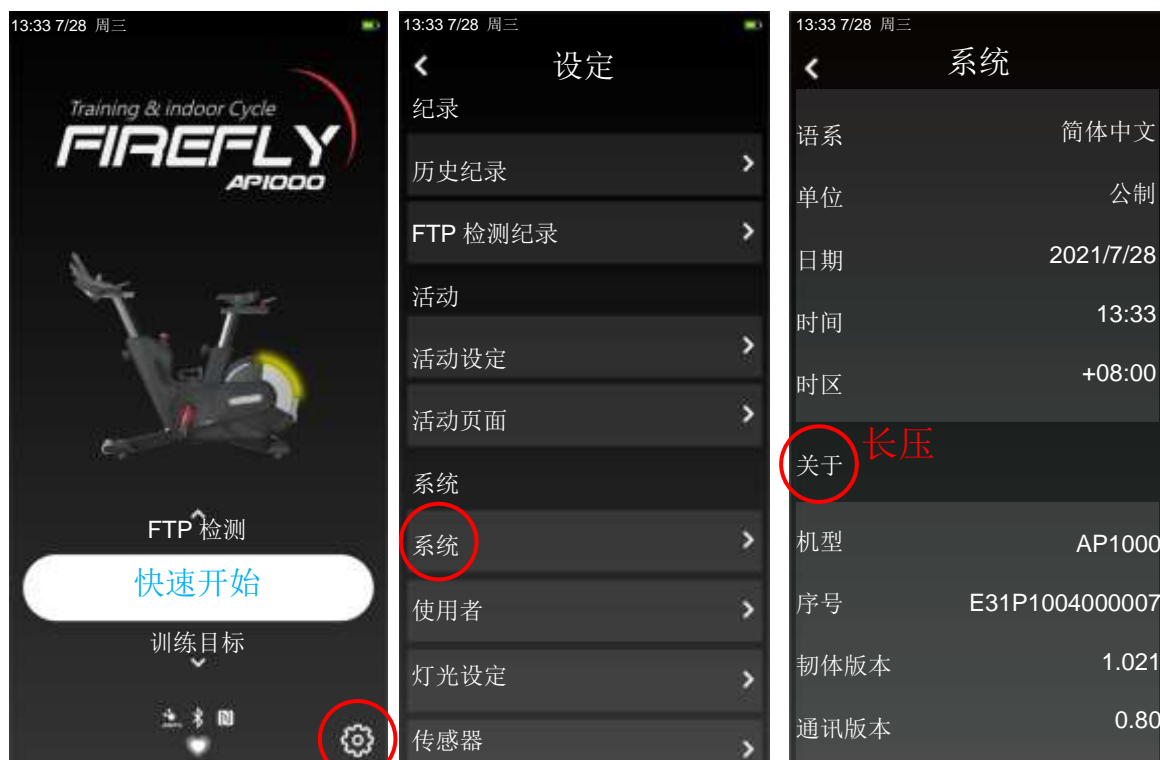 13:33 7/28 周三
Training & indoor Cycle
FIREFLY
AP1000
FTP 检测
快速开始
训练目标
13:33 7/28 周三
设定
纪录
历史纪录
FTP 检测纪录
活动
活动设定
活动页面
系统
系统
使用者
灯光设定
传感器
13:33 7/28 周三
系统
语系 简体中文
单位 公制
日期 2021/7/28
时间 13:33
时区 +08:00
关于 长压
机型 AP1000
序号 E31P1004000007
韧体版本 1.021
通讯版本 0.80